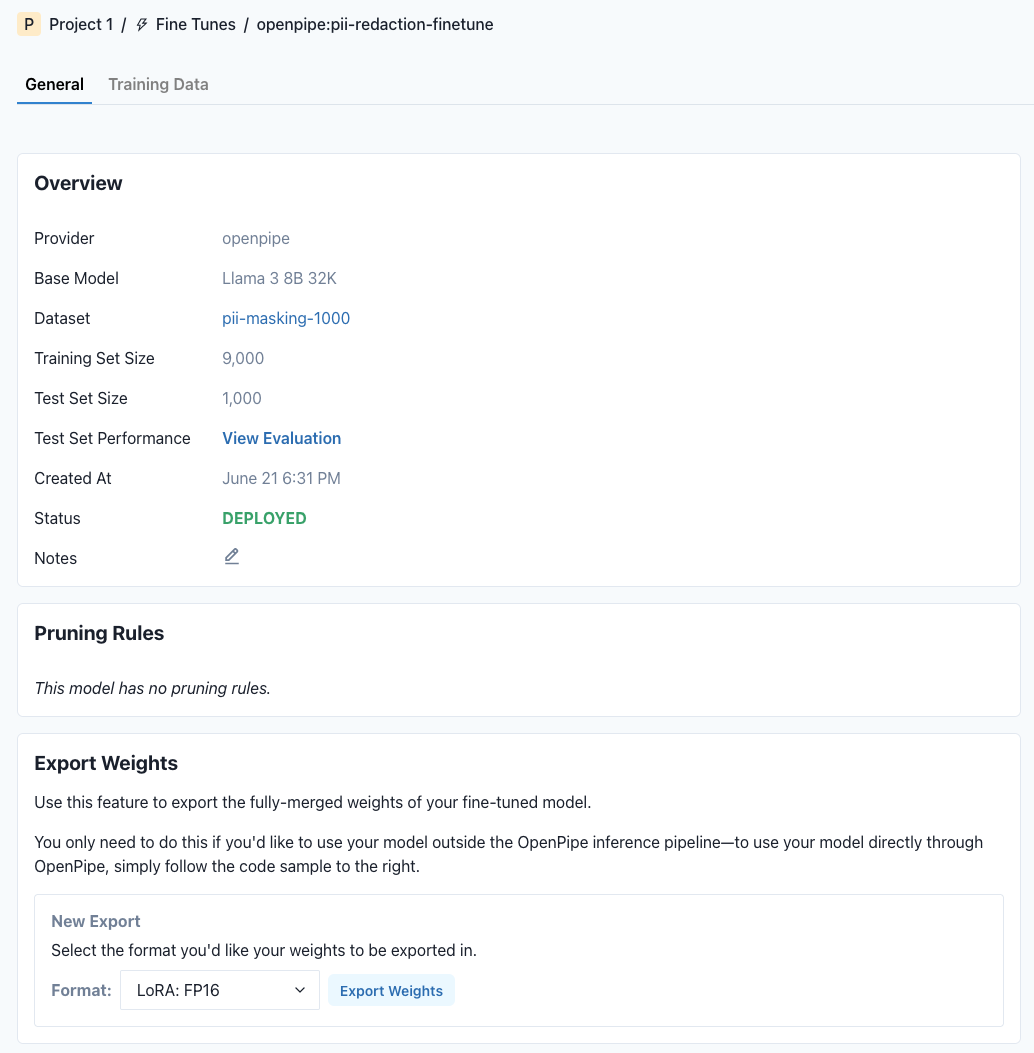 P Project 1 / Fine Tunes / openpipe:pii-redaction-finetune
General Training Data
Overview
Provider openpipe
Base Model Llama 3 8B 32K
Dataset pii-masking-1000
Training Set Size 9,000
Test Set Size 1,000
Test Set Performance View Evaluation
Created At June 21 6:31 PM
Status DEPLOYED
Notes
Pruning Rules
This model has no pruning rules.
Export Weights
Use this feature to export the fully-merged weights of your fine-tuned model.
You only need to do this if you'd like to use your model outside the OpenPipe inference pipeline—to use your model directly through
OpenPipe, simply follow the code sample to the right.
New Export
Select the format you'd like your weights to be exported in.
Format: LoRA: FP16 Export Weights